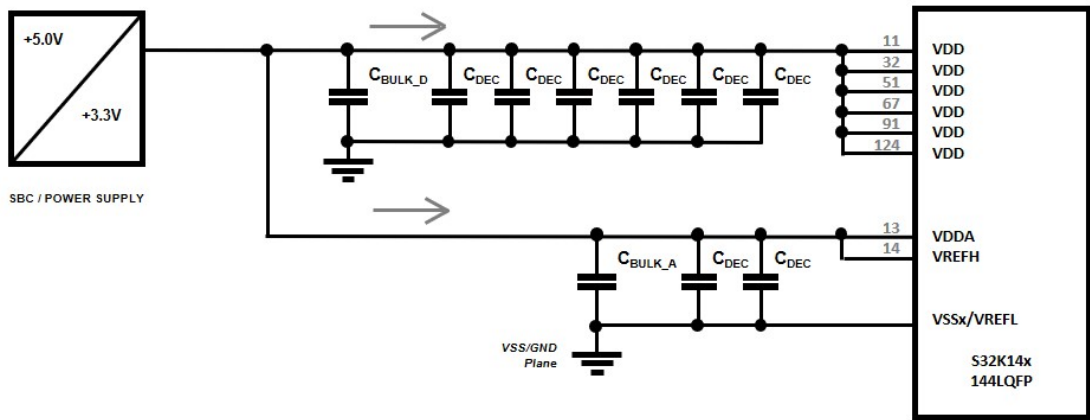 +5.0V
+3.3V
SBC / POWER SUPPLY
CBULK_D CDEC CDEC CDEC CDEC CDEC CDEC
11 VDD
32 VDD
51 VDD
67 VDD
91 VDD
124 VDD
CBULK_A CDEC CDEC
13 VDDA
14 VREFH
VSSx/VREFL
VSS/GND
Plane
S32K14x
144LQFP